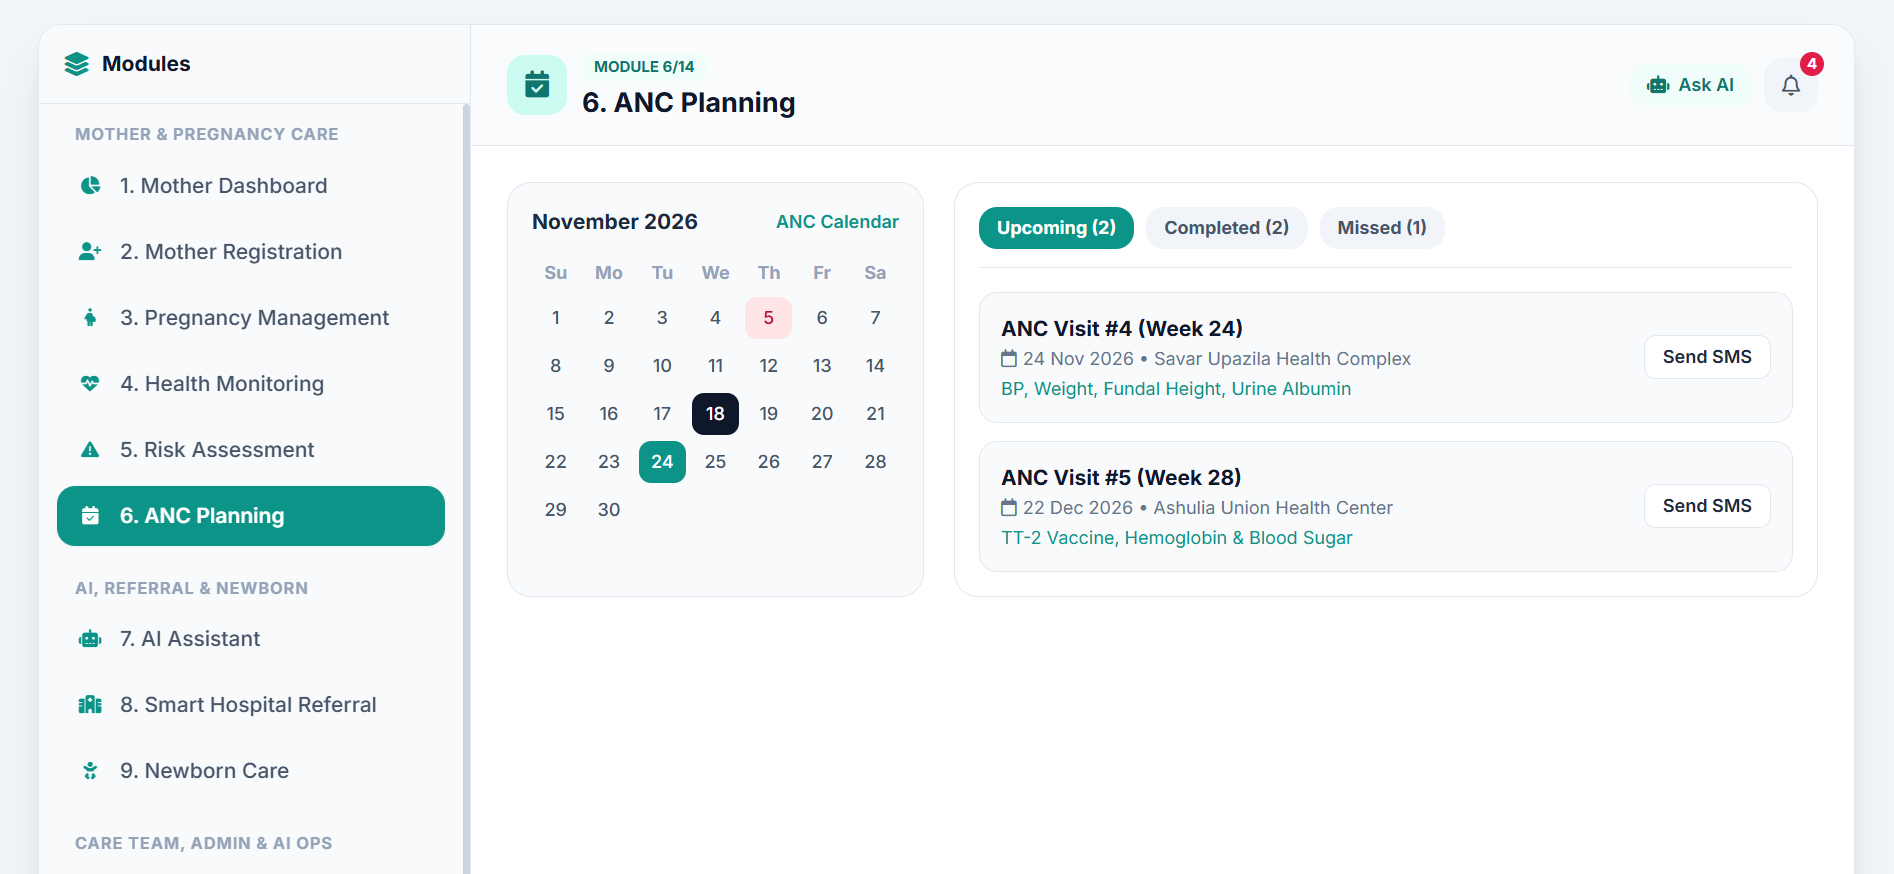 Modules
MOTHER & PREGNANCY CARE
1. Mother Dashboard
2. Mother Registration
3. Pregnancy Management
4. Health Monitoring
5. Risk Assessment
6. ANC Planning
AI, REFERRAL & NEWBORN
7. AI Assistant
8. Smart Hospital Referral
9. Newborn Care
CARE TEAM, ADMIN & AI OPS
MODULE 6/14
6. ANC Planning
Ask AI
4
November 2026 ANC Calendar
Su Mo Tu We Th Fr Sa
1 2 3 4 5 6 7
8 9 10 11 12 13 14
15 16 17 18 19 20 21
22 23 24 25 26 27 28
29 30
Upcoming (2) Completed (2) Missed (1)
ANC Visit #4 (Week 24)
24 Nov 2026 • Savar Upazila Health Complex
BP, Weight, Fundal Height, Urine Albumin
Send SMS
ANC Visit #5 (Week 28)
22 Dec 2026 • Ashulia Union Health Center
TT-2 Vaccine, Hemoglobin & Blood Sugar
Send SMS